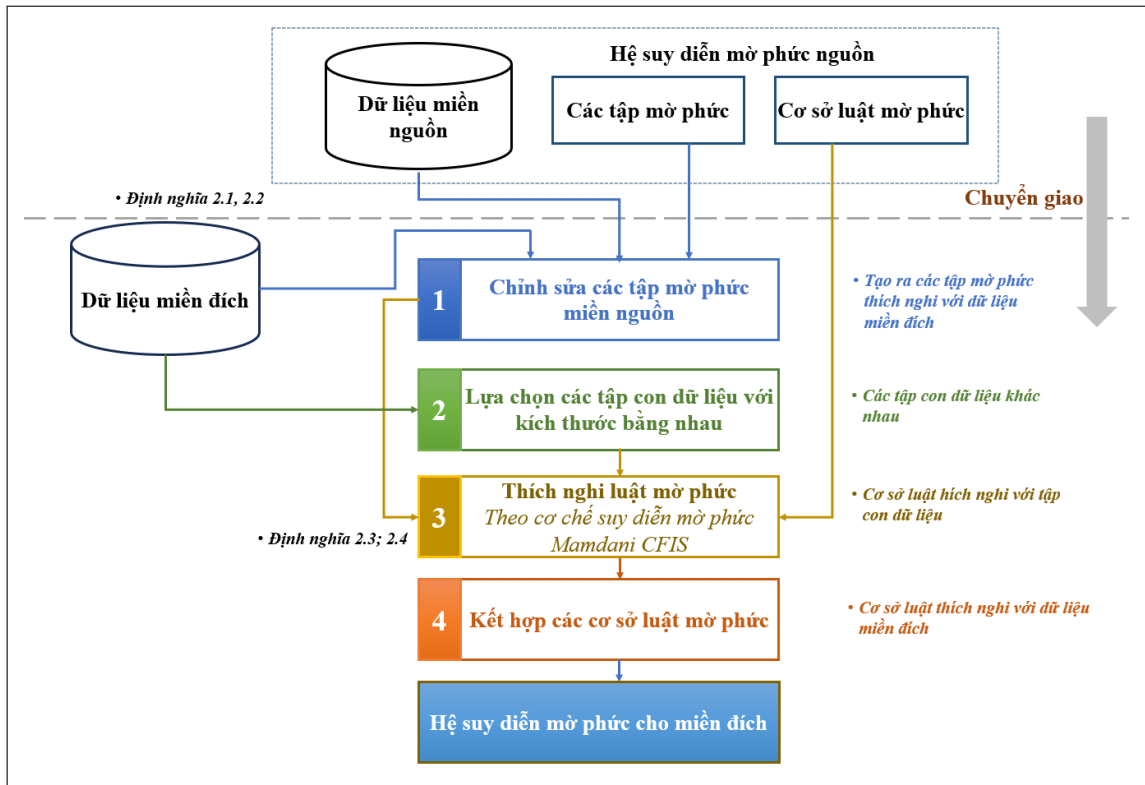 Hệ suy diễn mờ phức nguồn
Dữ liệu miền
nguồn
Các tập mờ phức
Cơ sở luật mờ phức
• Định nghĩa 2.1, 2.2
Chuyển giao
Dữ liệu miền đích
1
Chỉnh sửa các tập mờ phức
miền nguồn
• Tạo ra các tập mờ phức
thích nghi với dữ liệu
miền đích
2
Lựa chọn các tập con dữ liệu với
kích thước bằng nhau
• Các tập con dữ liệu khác
nhau
3
Thích nghi luật mờ phức
Theo cơ chế suy diễn mờ phức
Mamdani CFIS
• Cơ sở luật hích nghi với tập
con dữ liệu
• Định nghĩa 2.3; 2.4
4
Kết hợp các cơ sở luật mờ phức
• Cơ sở luật thích nghi với dữ liệu
miền đích
Hệ suy diễn mờ phức cho miền đích